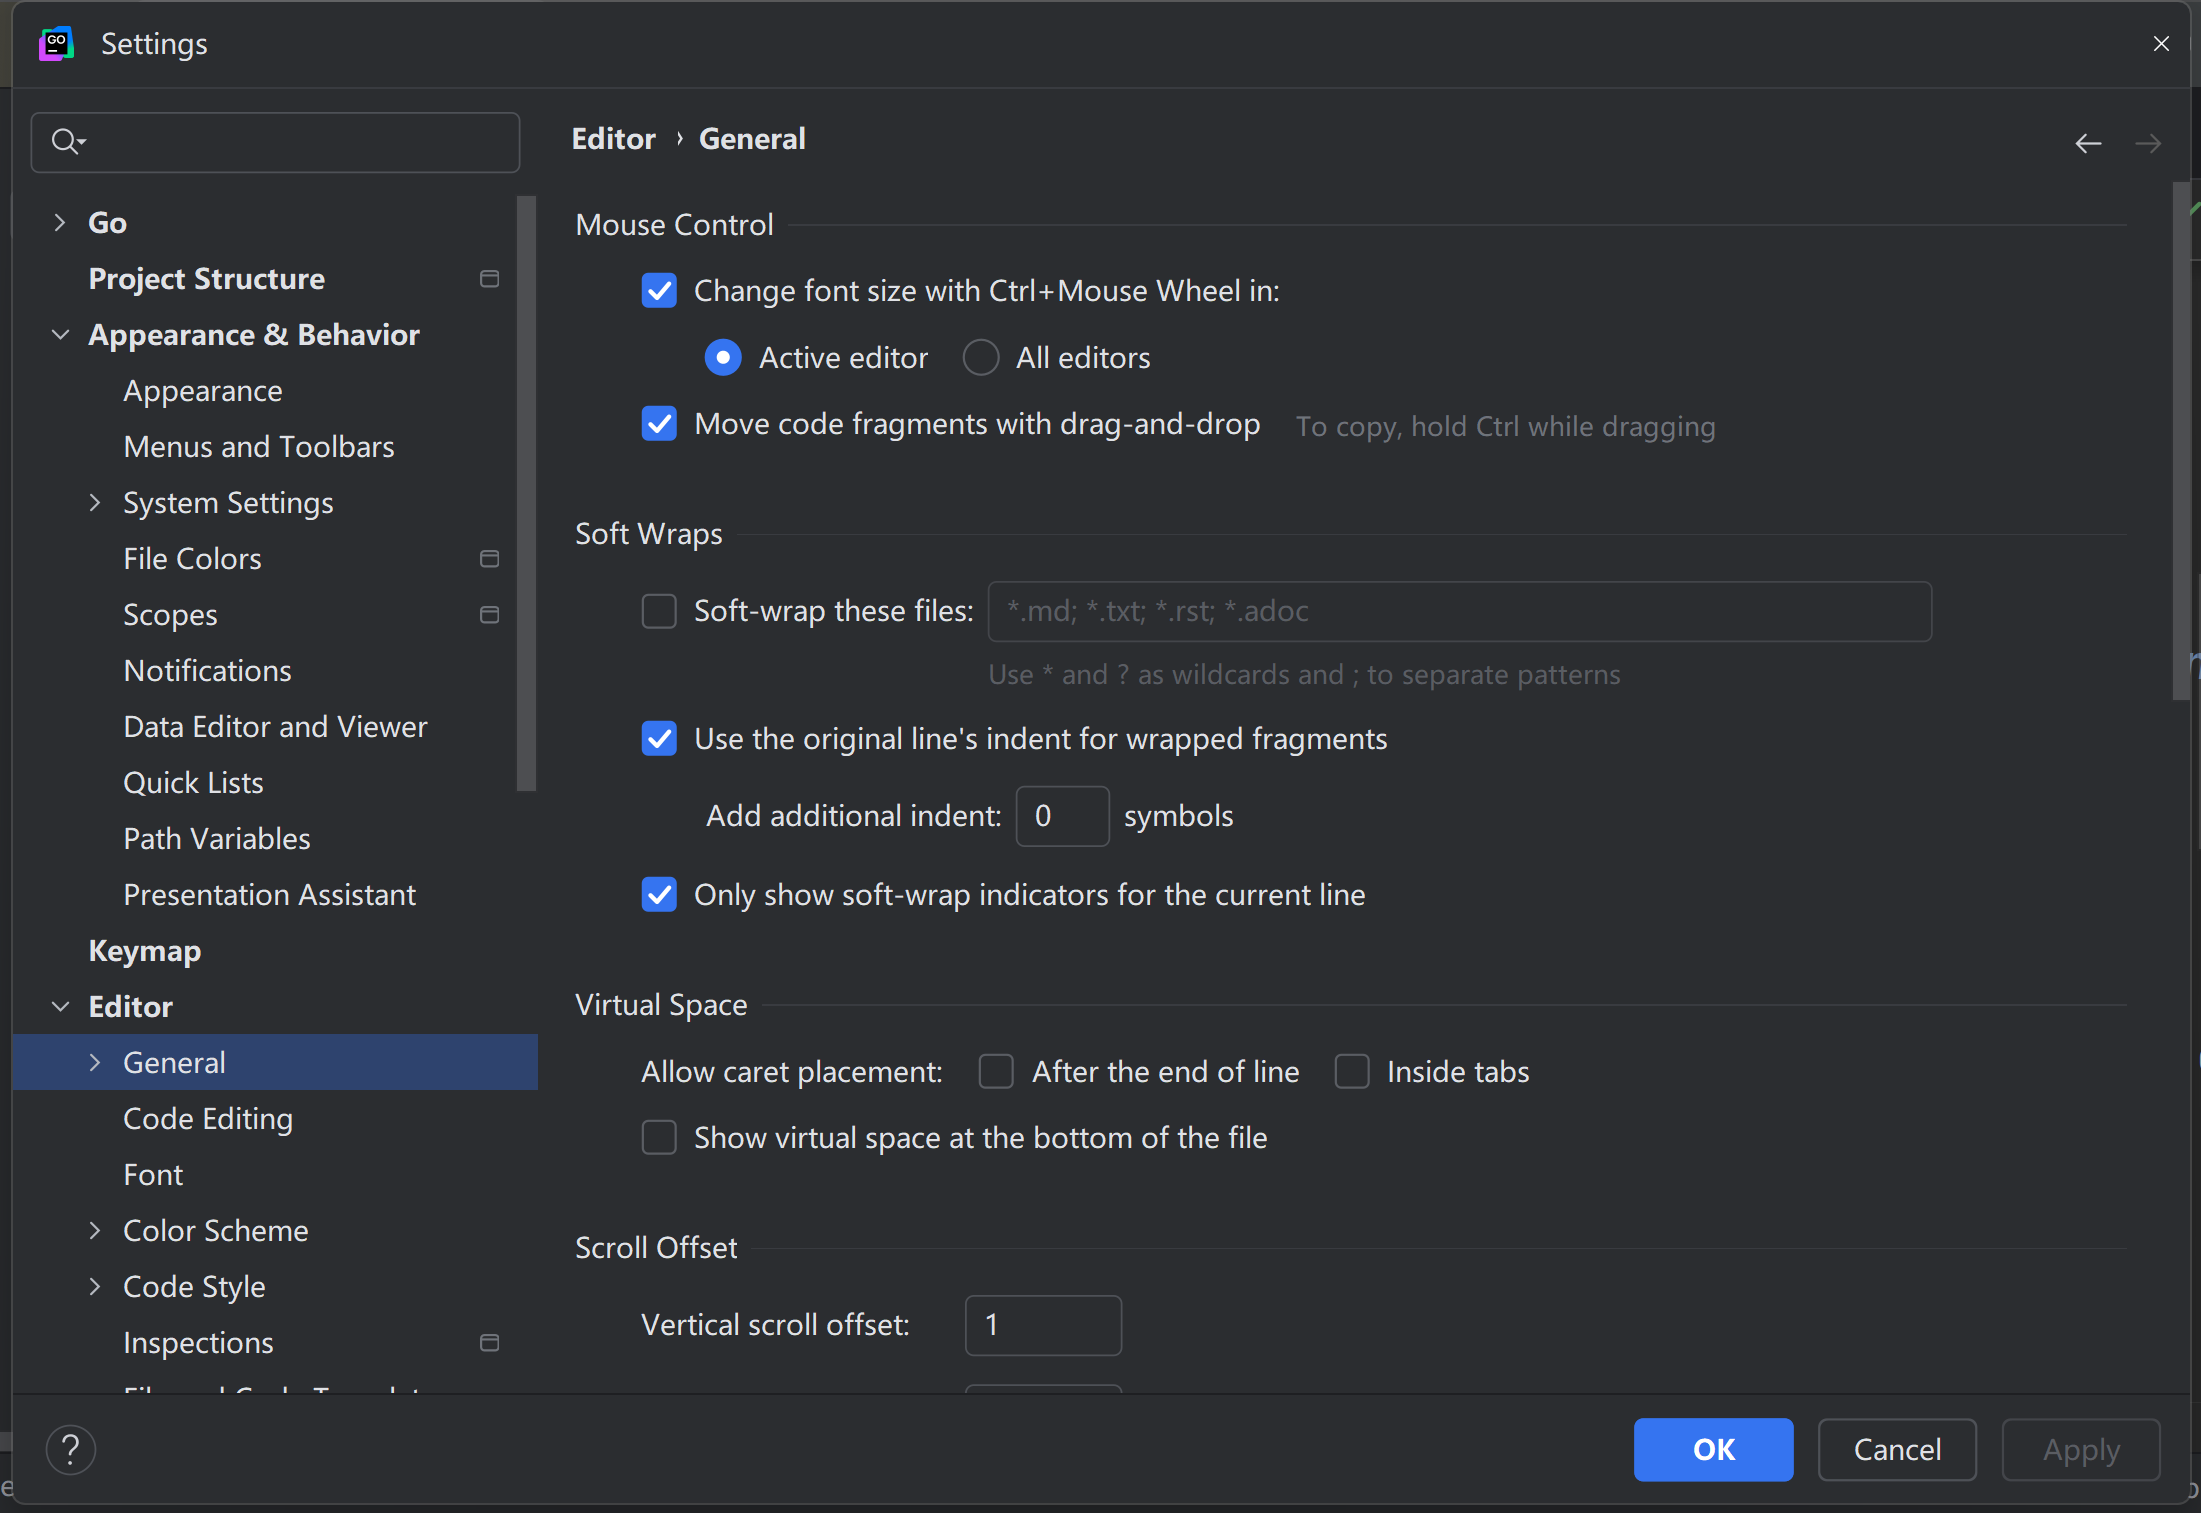 GO
Settings
Go
Project Structure
Appearance & Behavior
Appearance
Menus and Toolbars
System Settings
File Colors
Scopes
Notifications
Data Editor and Viewer
Quick Lists
Path Variables
Presentation Assistant
Keymap
Editor
General
Code Editing
Font
Color Scheme
Code Style
Inspections
Editor › General
Mouse Control
Change font size with Ctrl+Mouse Wheel in:
Active editor All editors
Move code fragments with drag-and-drop To copy, hold Ctrl while dragging
Soft Wraps
Soft-wrap these files: *.md; *.txt; *.rst; *.adoc
Use * and ? as wildcards and ; to separate patterns
Use the original line's indent for wrapped fragments
Add additional indent: 0 symbols
Only show soft-wrap indicators for the current line
Virtual Space
Allow caret placement: After the end of line Inside tabs
Show virtual space at the bottom of the file
Scroll Offset
Vertical scroll offset: 1
? OK Cancel Apply